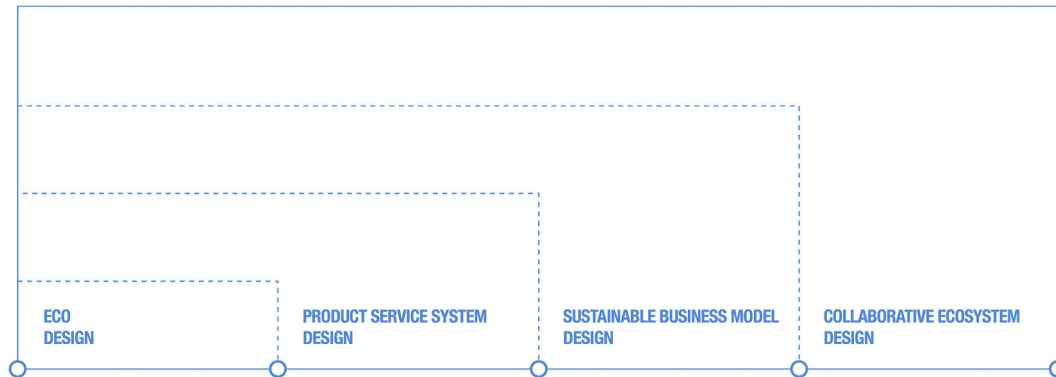 ECO
DESIGN
PRODUCT SERVICE SYSTEM
DESIGN
SUSTAINABLE BUSINESS MODEL
DESIGN
COLLABORATIVE ECOSYSTEM
DESIGN